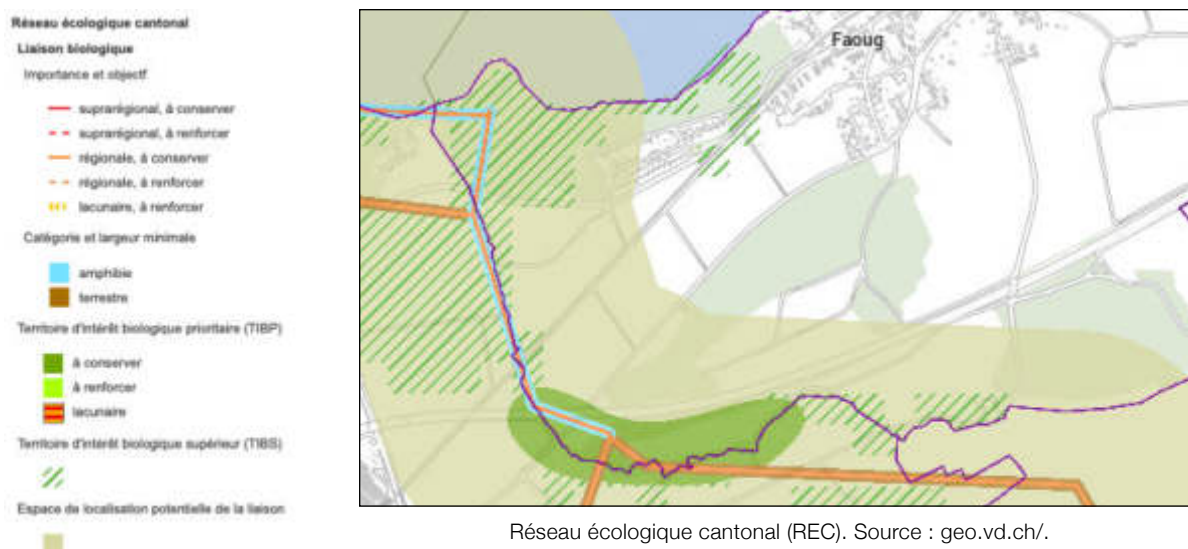 Réseau écologique cantonal
Liaison biologique
Importance et objectif
suprarégional, à conserver
suprarégional, à renforcer
régionale, à conserver
régionale, à renforcer
lacunaire, à renforcer
Catégorie et largeur minimale
amphibie
terrestre
Territoire d'intérêt biologique prioritaire (TIBP)
à conserver
à renforcer
lacunaire
Territoire d'intérêt biologique supérieur (TIBS)
Espace de localisation potentielle de la liaison
Faoug
Réseau écologique cantonal (REC). Source : geo.vd.ch/.